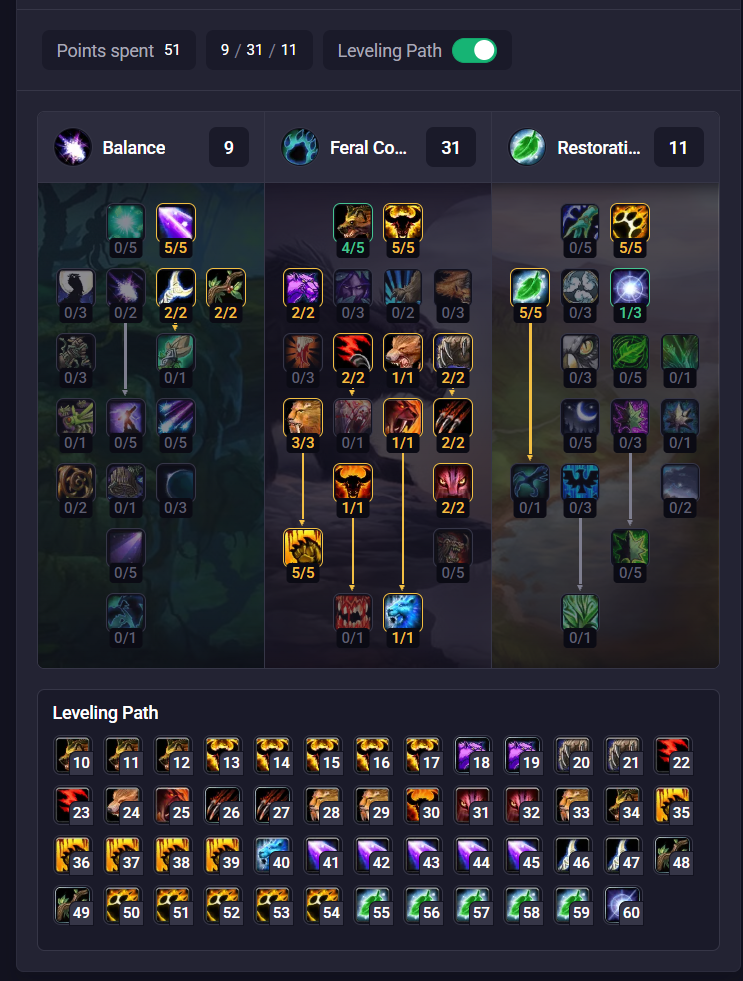 Points spent 51 9 / 31 / 11 Leveling Path
Balance 9 Feral Co... 31 Restorati... 11
0/5 5/5 4/5 5/5 0/5 5/5
0/3 0/2 2/2 2/2 2/2 0/3 0/2 0/3 5/5 0/3 1/3
0/3 0/1 0/3 2/2 1/1 2/2 0/3 0/5 0/1
0/1 0/5 0/5 3/3 0/1 1/1 2/2 0/5 0/3 0/1
0/2 0/1 0/3 1/1 2/2 0/1 0/3 0/2
0/5 5/5 0/5 0/5
0/1 0/1 1/1 0/1
Leveling Path
10 11 12 13 14 15 16 17 18 19 20 21 22
23 24 25 26 27 28 29 30 31 32 33 34 35
36 37 38 39 40 41 42 43 44 45 46 47 48
49 50 51 52 53 54 55 56 57 58 59 60